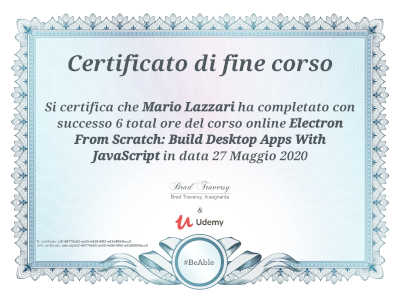 Certificato di fine corso
Si certifica che Mario Lazzari ha completato con
successo 6 total ore del corso online Electron
From Scratch: Build Desktop Apps With
JavaScript in data 27 Maggio 2020
Brad Traversy
Brad Traversy, Insegnante
&
Udemy
#BeAble